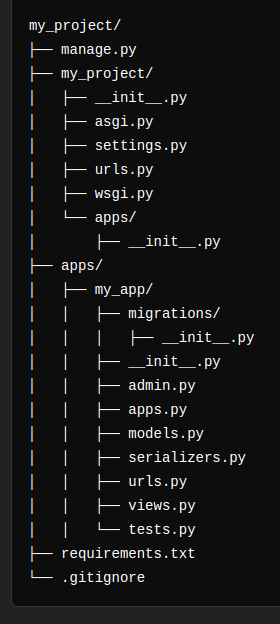 my_project/
├── manage.py
├── my_project/
│   ├── __init__.py
│   ├── asgi.py
│   ├── settings.py
│   ├── urls.py
│   ├── wsgi.py
│   └── apps/
│       ├── __init__.py
├── apps/
│   ├── my_app/
│   │   ├── migrations/
│   │   │   ├── __init__.py
│   │   ├── __init__.py
│   │   ├── admin.py
│   │   ├── apps.py
│   │   ├── models.py
│   │   ├── serializers.py
│   │   ├── urls.py
│   │   ├── views.py
│   │   └── tests.py
├── requirements.txt
└── .gitignore